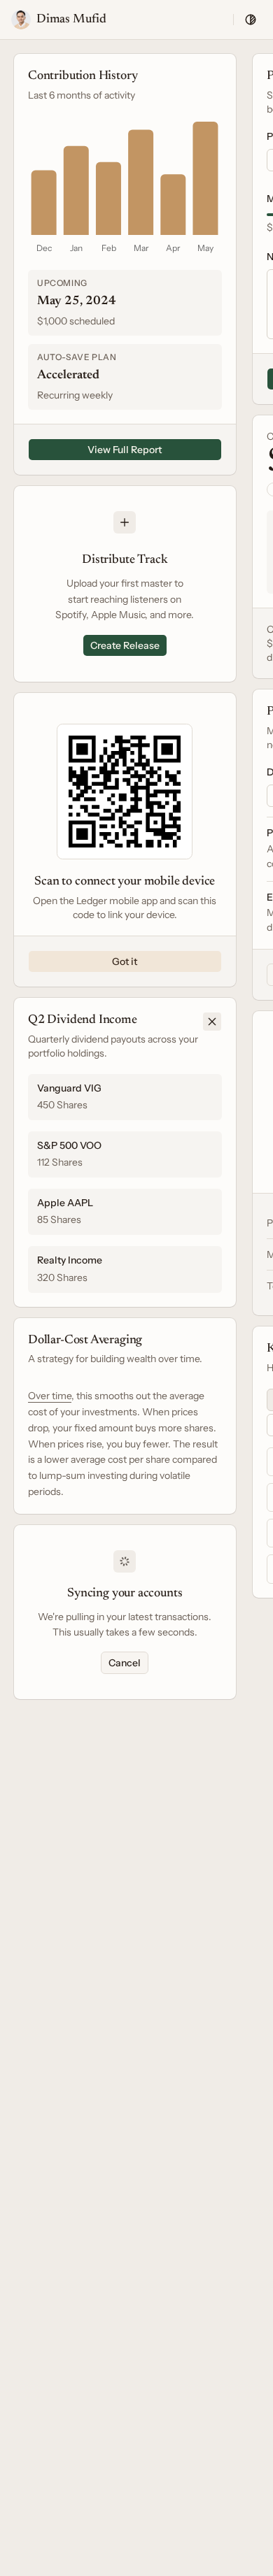 Dimas Mufid
Contribution History
Last 6 months of activity
Dec Jan Feb Mar Apr May
UPCOMING
May 25, 2024
$1,000 scheduled
AUTO-SAVE PLAN
Accelerated
Recurring weekly
View Full Report
Distribute Track
Upload your first master to
start reaching listeners on
Spotify, Apple Music, and more.
Create Release
Scan to connect your mobile device
Open the Ledger mobile app and scan this
code to link your device.
Got it
Q2 Dividend Income
Quarterly dividend payouts across your
portfolio holdings.
Vanguard VIG
450 Shares
S&P 500 VOO
112 Shares
Apple AAPL
85 Shares
Realty Income
320 Shares
Dollar-Cost Averaging
A strategy for building wealth over time.
Over time, this smooths out the average
cost of your investments. When prices
drop, your fixed amount buys more shares.
When prices rise, you buy fewer. The result
is a lower average cost per share compared
to lump-sum investing during volatile
periods.
Syncing your accounts
We're pulling in your latest transactions.
This usually takes a few seconds.
Cancel